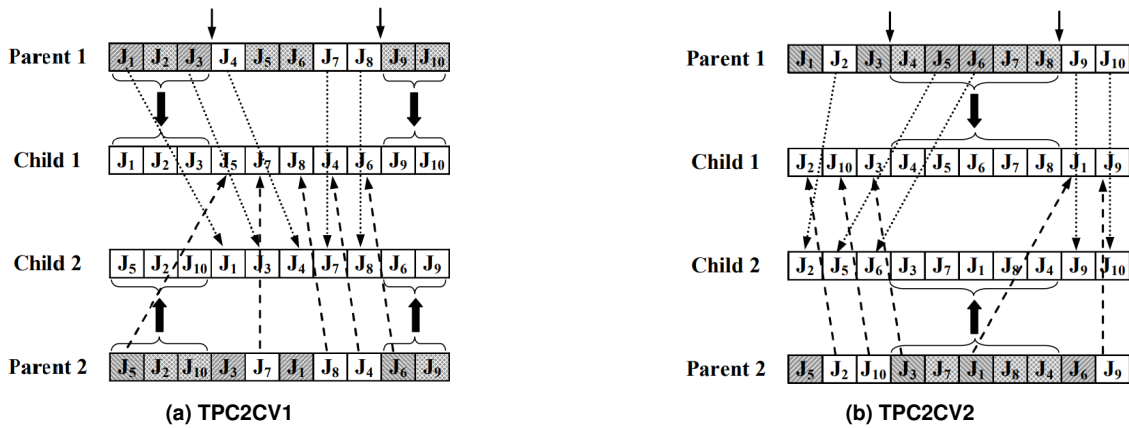 Parent 1 J1 J2 J3 J4 J5 J6 J7 J8 J9 J10
Child 1 J1 J2 J3 J5 J7 J8 J4 J6 J9 J10
Child 2 J5 J2 J10 J1 J3 J4 J7 J8 J6 J9
Parent 2 J5 J2 J10 J3 J7 J1 J8 J4 J6 J9
(a) TPC2CV1
Parent 1 J1 J2 J3 J4 J5 J6 J7 J8 J9 J10
Child 1 J2 J10 J3 J4 J5 J6 J7 J8 J1 J9
Child 2 J2 J5 J6 J3 J7 J1 J8 J4 J9 J10
Parent 2 J5 J2 J10 J3 J7 J1 J8 J4 J6 J9
(b) TPC2CV2